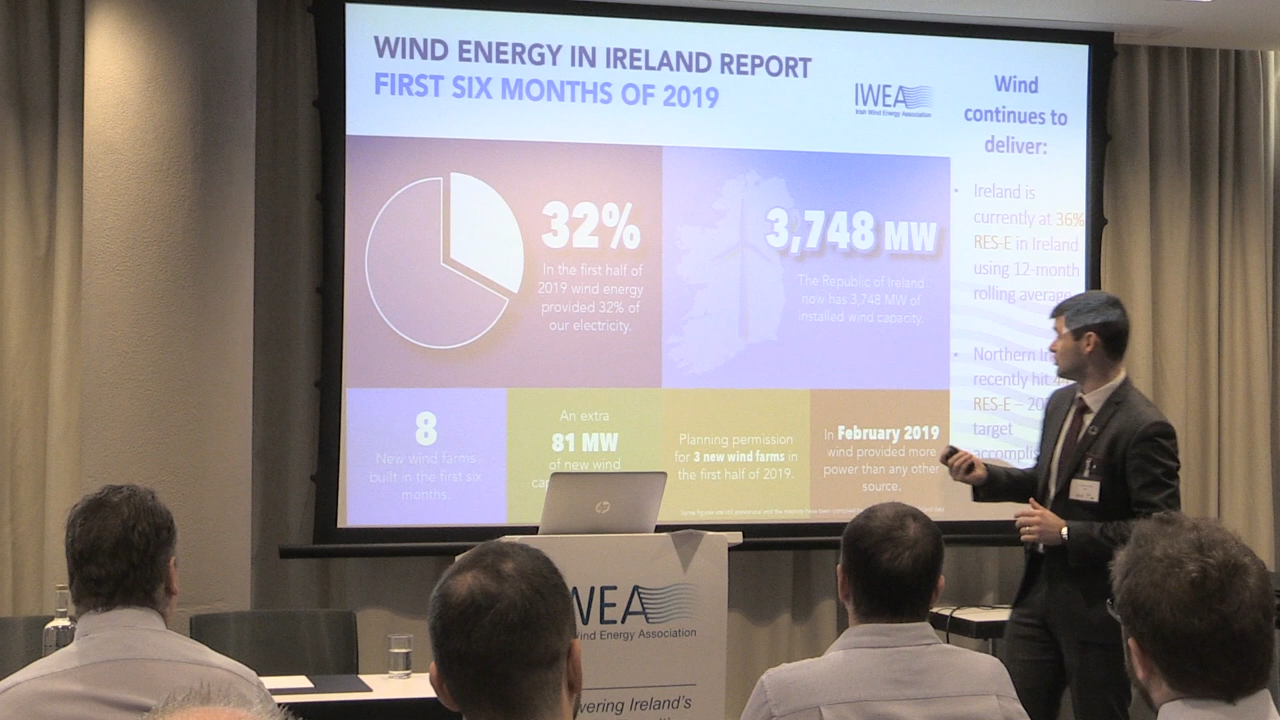 WIND ENERGY IN IRELAND REPORT
FIRST SIX MONTHS OF 2019
IWEA
Irish Wind Energy Association
32%
In the first half of
2019 wind energy
provided 32% of
our electricity.
3,748 MW
The Republic of Ireland
now has 3,748 MW of
installed wind capacity.
8
New wind farms
built in the first six
months.
An extra
81 MW
of new wind
Planning permission
for 3 new wind farms in
the first half of 2019.
In February 2019
wind provided more
power than any other
source.
Wind
continues to
deliver:
• Ireland is
currently at 36%
RES-E in Ireland
using 12-month
rolling average
• Northern
recently hit
RES-E –
target
hp
WEA
ind Energy Association
vering Ireland's